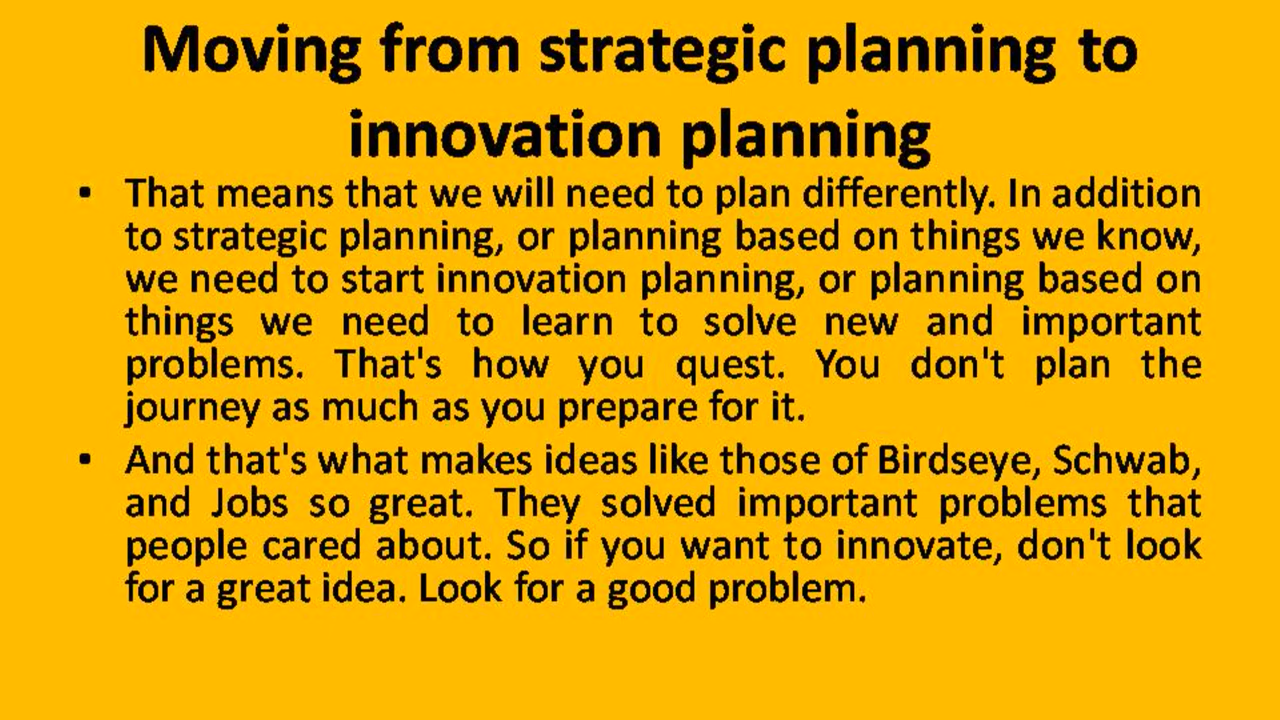 Moving from strategic planning to
innovation planning
▪ That means that we will need to plan differently. In addition
to strategic planning, or planning based on things we know,
we need to start innovation planning, or planning based on
things we need to learn to solve new and important
problems. That's how you quest. You don't plan the
journey as much as you prepare for it.
▪ And that's what makes ideas like those of Birdseye, Schwab,
and Jobs so great. They solved important problems that
people cared about. So if you want to innovate, don't look
for a great idea. Look for a good problem.